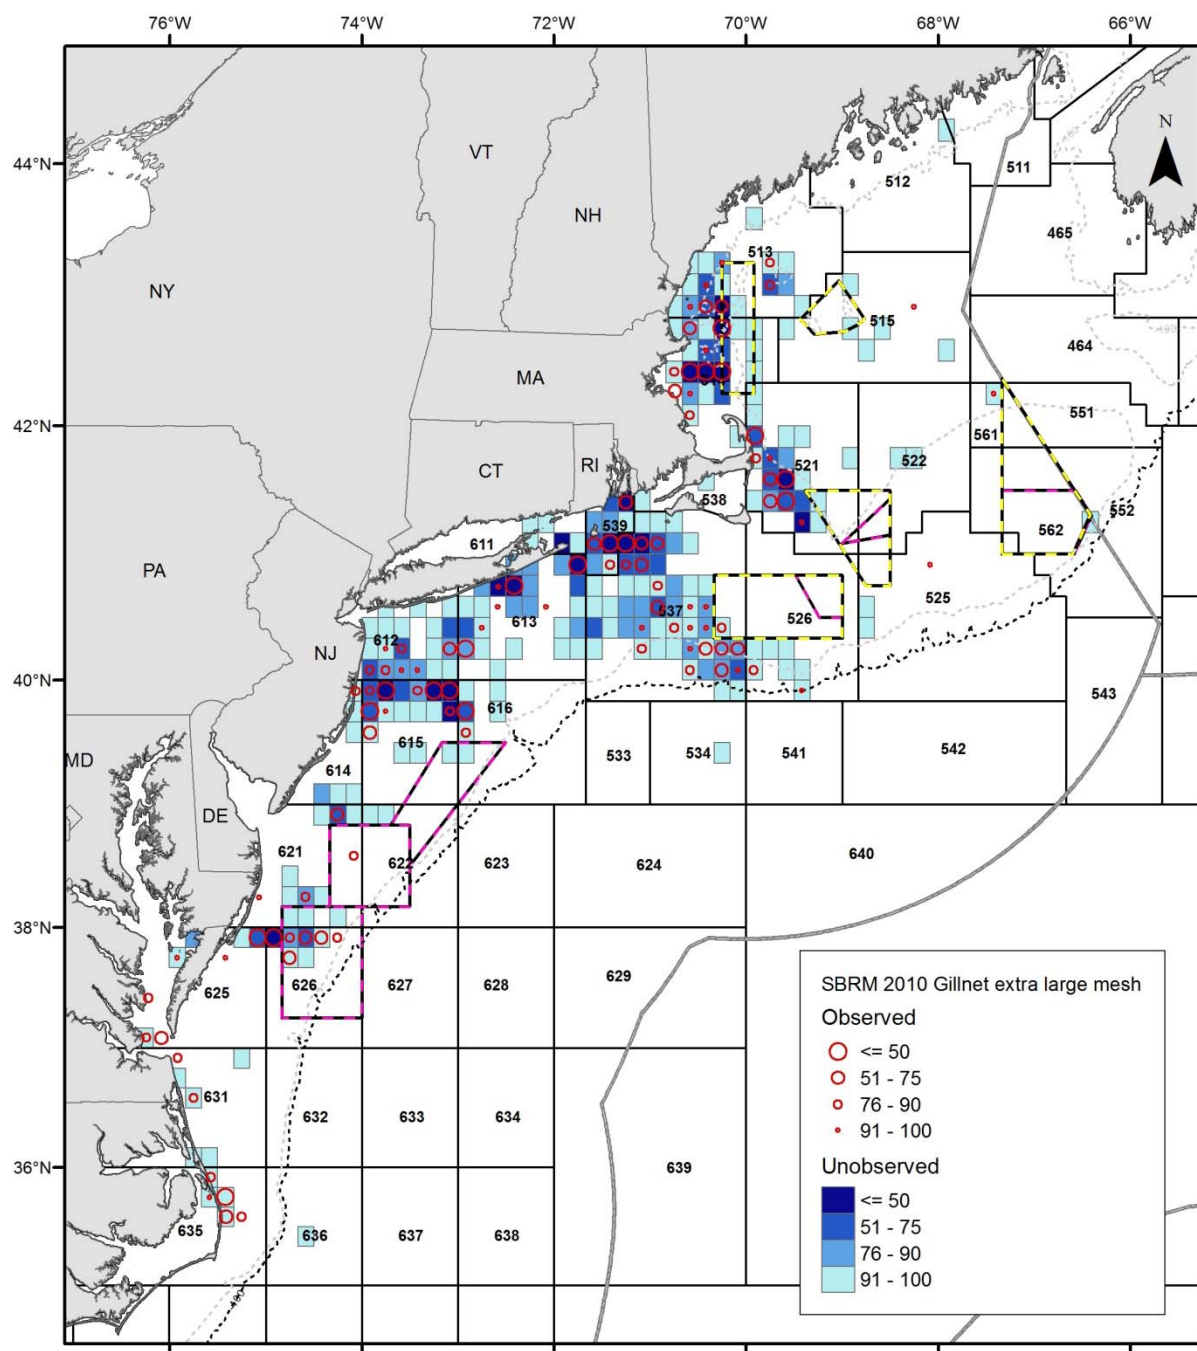 76°W 74°W 72°W 70°W 68°W 66°W
44°N
VT
N
511
512
NH
465
513
NY
515
464
MA
551
42°N
561
CT RI
521 522
538
552
539
562
611
PA
537
613
526
525
612
NJ
40°N
616
543
615
533 534 541 542
614
MD
DE
621 622 623 624 640
38°N
625 626 627 628 629
631
632 633 634
36°N
639
635 636 637 638
SBRM 2010 Gillnet extra large mesh
Observed
<= 50
51 - 75
76 - 90
91 - 100
Unobserved
<= 50
51 - 75
76 - 90
91 - 100